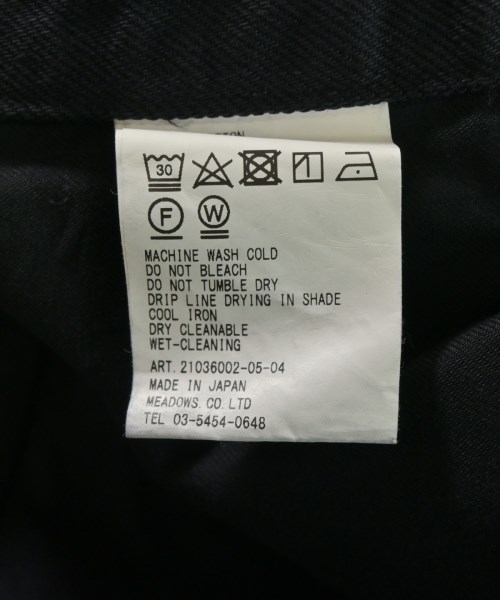 30
F W
MACHINE WASH COLD
DO NOT BLEACH
DO NOT TUMBLE DRY
DRIP LINE DRYING IN SHADE
COOL IRON
DRY CLEANABLE
WET-CLEANING
ART. 21036002-05-04
MADE IN JAPAN
MEADOWS. CO. LTD
TEL 03-5454-0648